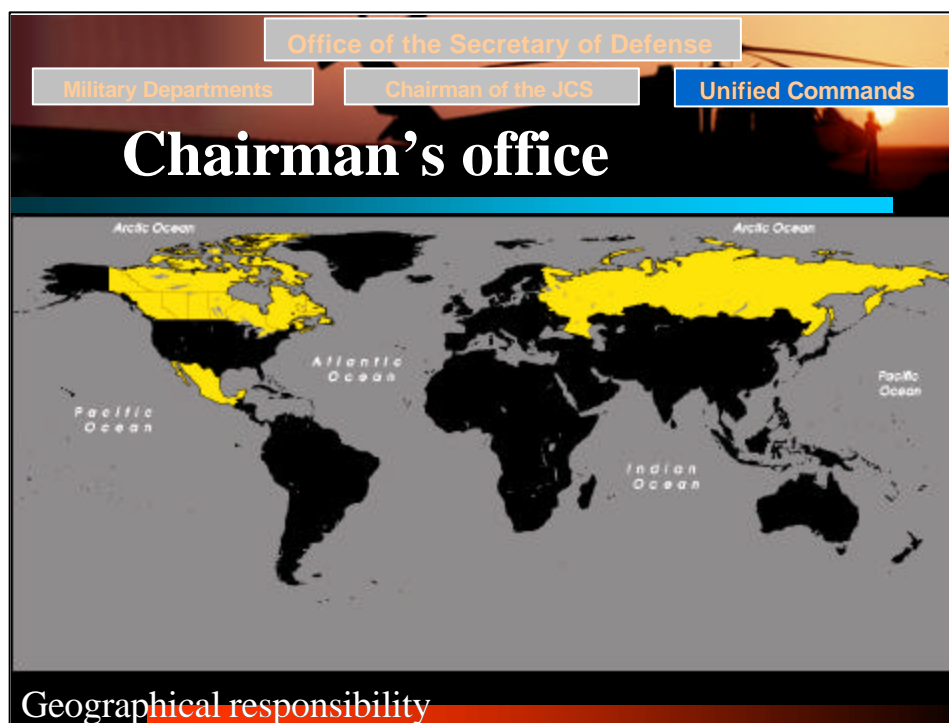 Office of the Secretary of Defense
Military Departments
Chairman of the JCS
Unified Commands
Chairman’s office
Arctic Ocean
Arctic Ocean
Atlantic
Ocean
Pacific
Ocean
Pacific
Ocean
Indian
Ocean
Geographical responsibility